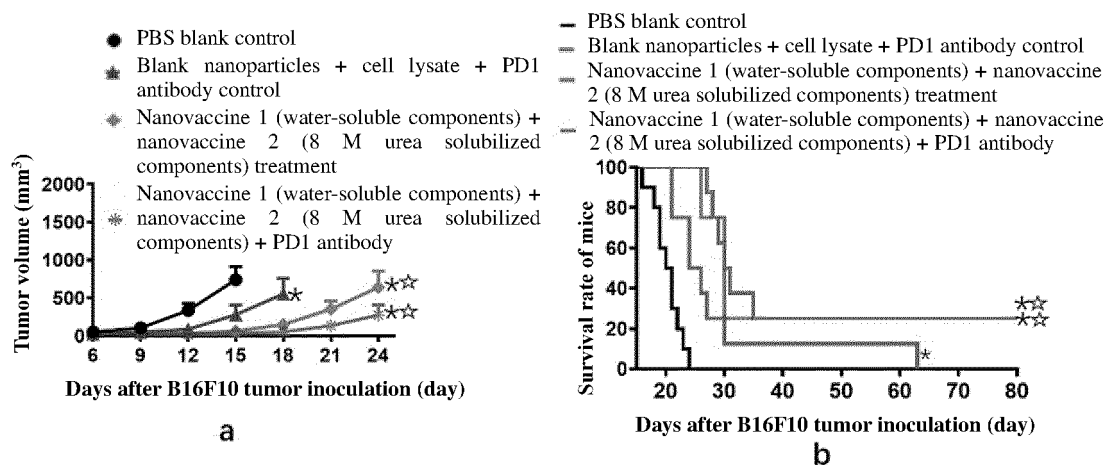 PBS blank control
Blank nanoparticles + cell lysate + PD1
antibody control
Nanovaccine 1 (water-soluble components) +
nanovaccine 2 (8 M urea solubilized
components) treatment
Nanovaccine 1 (water-soluble components) +
nanovaccine 2 (8 M urea solubilized
components) + PD1 antibody
Tumor volume (mm³)
2000
1500
1000
500
0
6 9 12 15 18 21 24
Days after B16F10 tumor inoculation (day)
a
PBS blank control
Blank nanoparticles + cell lysate + PD1 antibody control
Nanovaccine 1 (water-soluble components) + nanovaccine
2 (8 M urea solubilized components) treatment
Nanovaccine 1 (water-soluble components) + nanovaccine
2 (8 M urea solubilized components) + PD1 antibody
Survival rate of mice
100
80
60
40
20
0
20 30 40 50 60 70 80
Days after B16F10 tumor inoculation (day)
b